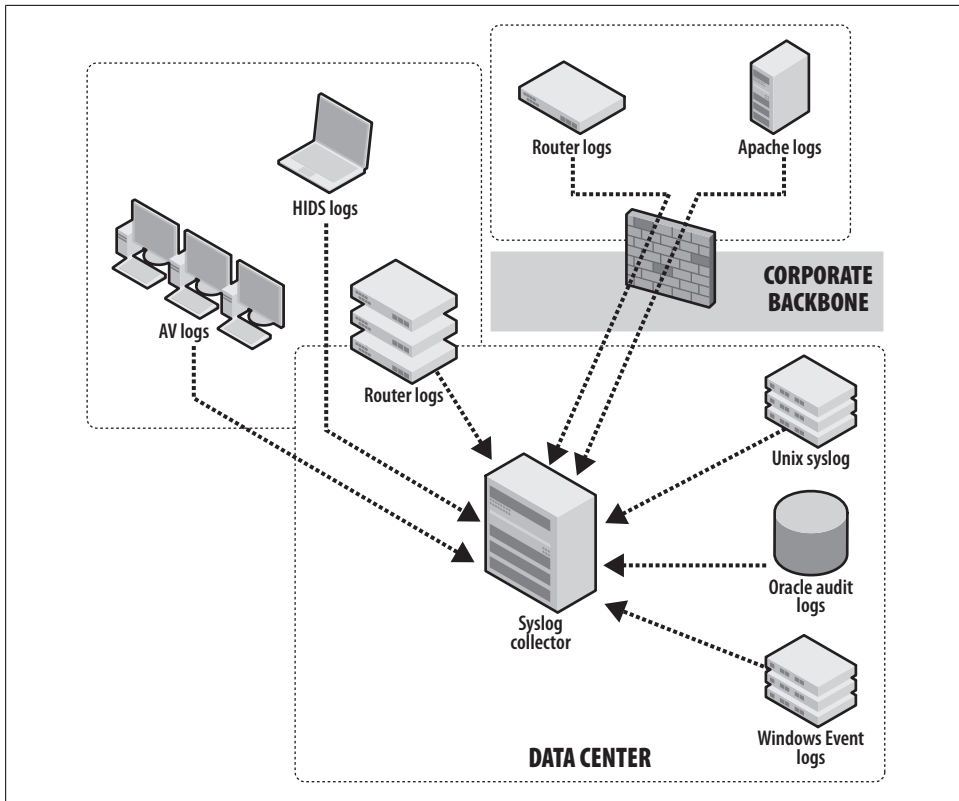 Router logs
Apache logs
HIDS logs
CORPORATE
BACKBONE
AV logs
Router logs
Unix syslog
Oracle audit
logs
Syslog
collector
Windows Event
logs
DATA CENTER